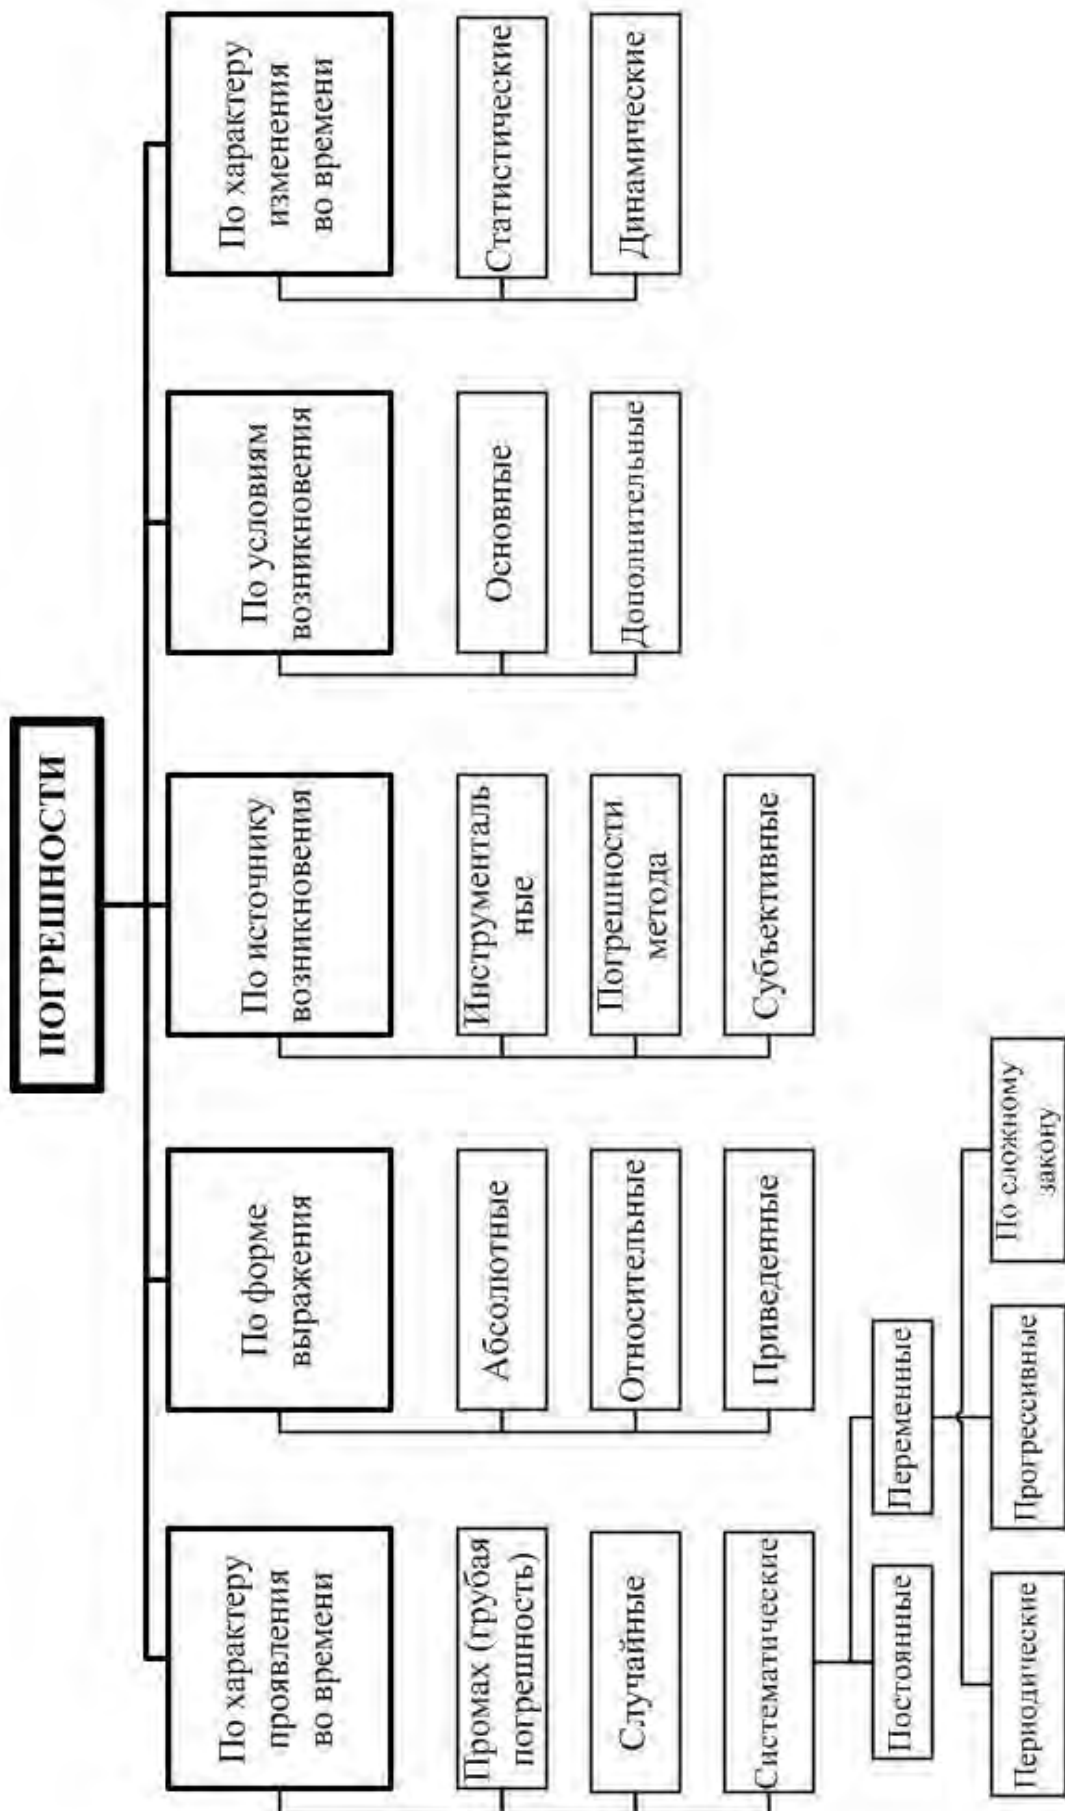 ПОГРЕШНОСТИ
По характеру
проявления
во времени
По форме
выражения
По источнику
возникновения
По условиям
возникновения
По характеру
изменения
во времени
Промах (грубая
погрешность)
Абсолютные
Инструменталь
ные
Основные
Статистические
Случайные
Относительные
Погрешности
метода
Дополнительные
Динамические
Систематические
Приведенные
Субъективные
Постоянные
Переменные
Периодические
Прогрессивные
По сложному
закону